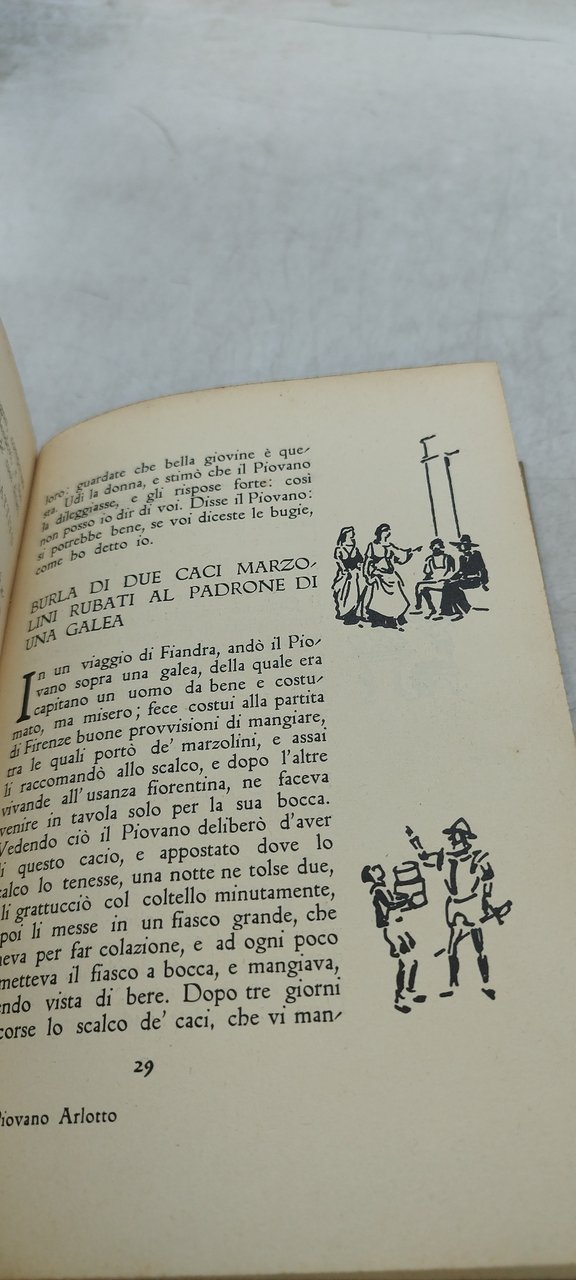 loro: guardate che bella giovine è que-
sta. Udì la donna, e stimò che il Piovano
la dileggiasse, e gli rispose forte: così
non posso io dir di voi. Disse il Piovano:
si potrebbe bene, se voi diceste le bugie,
come ho detto io.
BURLA DI DUE CACI MARZO-
LINI RUBATI AL PADRONE DI
UNA GALEA
In un viaggio di Fiandra, andò il Pio-
vano sopra una galea, della quale era
capitano un uomo da bene e costu-
mato, ma misero; fece costui alla partita
di Firenze buone provvisioni di mangiare,
tra le quali portò de' marzolini, e assai
li raccomandò allo scalco, e dopo l'altre
vivande all'usanza fiorentina, ne faceva
venire in tavola solo per la sua bocca.
Vedendo ciò il Piovano deliberò d'aver
di questo cacio, e appostato dove lo
scalco lo tenesse, una notte ne tolse due,
li grattucciò col coltello minutamente,
poi li messe in un fiasco grande, che
neva per far colazione, e ad ogni poco
metteva il fiasco a bocca, e mangiava,
endo vista di bere. Dopo tre giorni
corse lo scalco de' caci, che vi man-
29
Piovano Arlotto